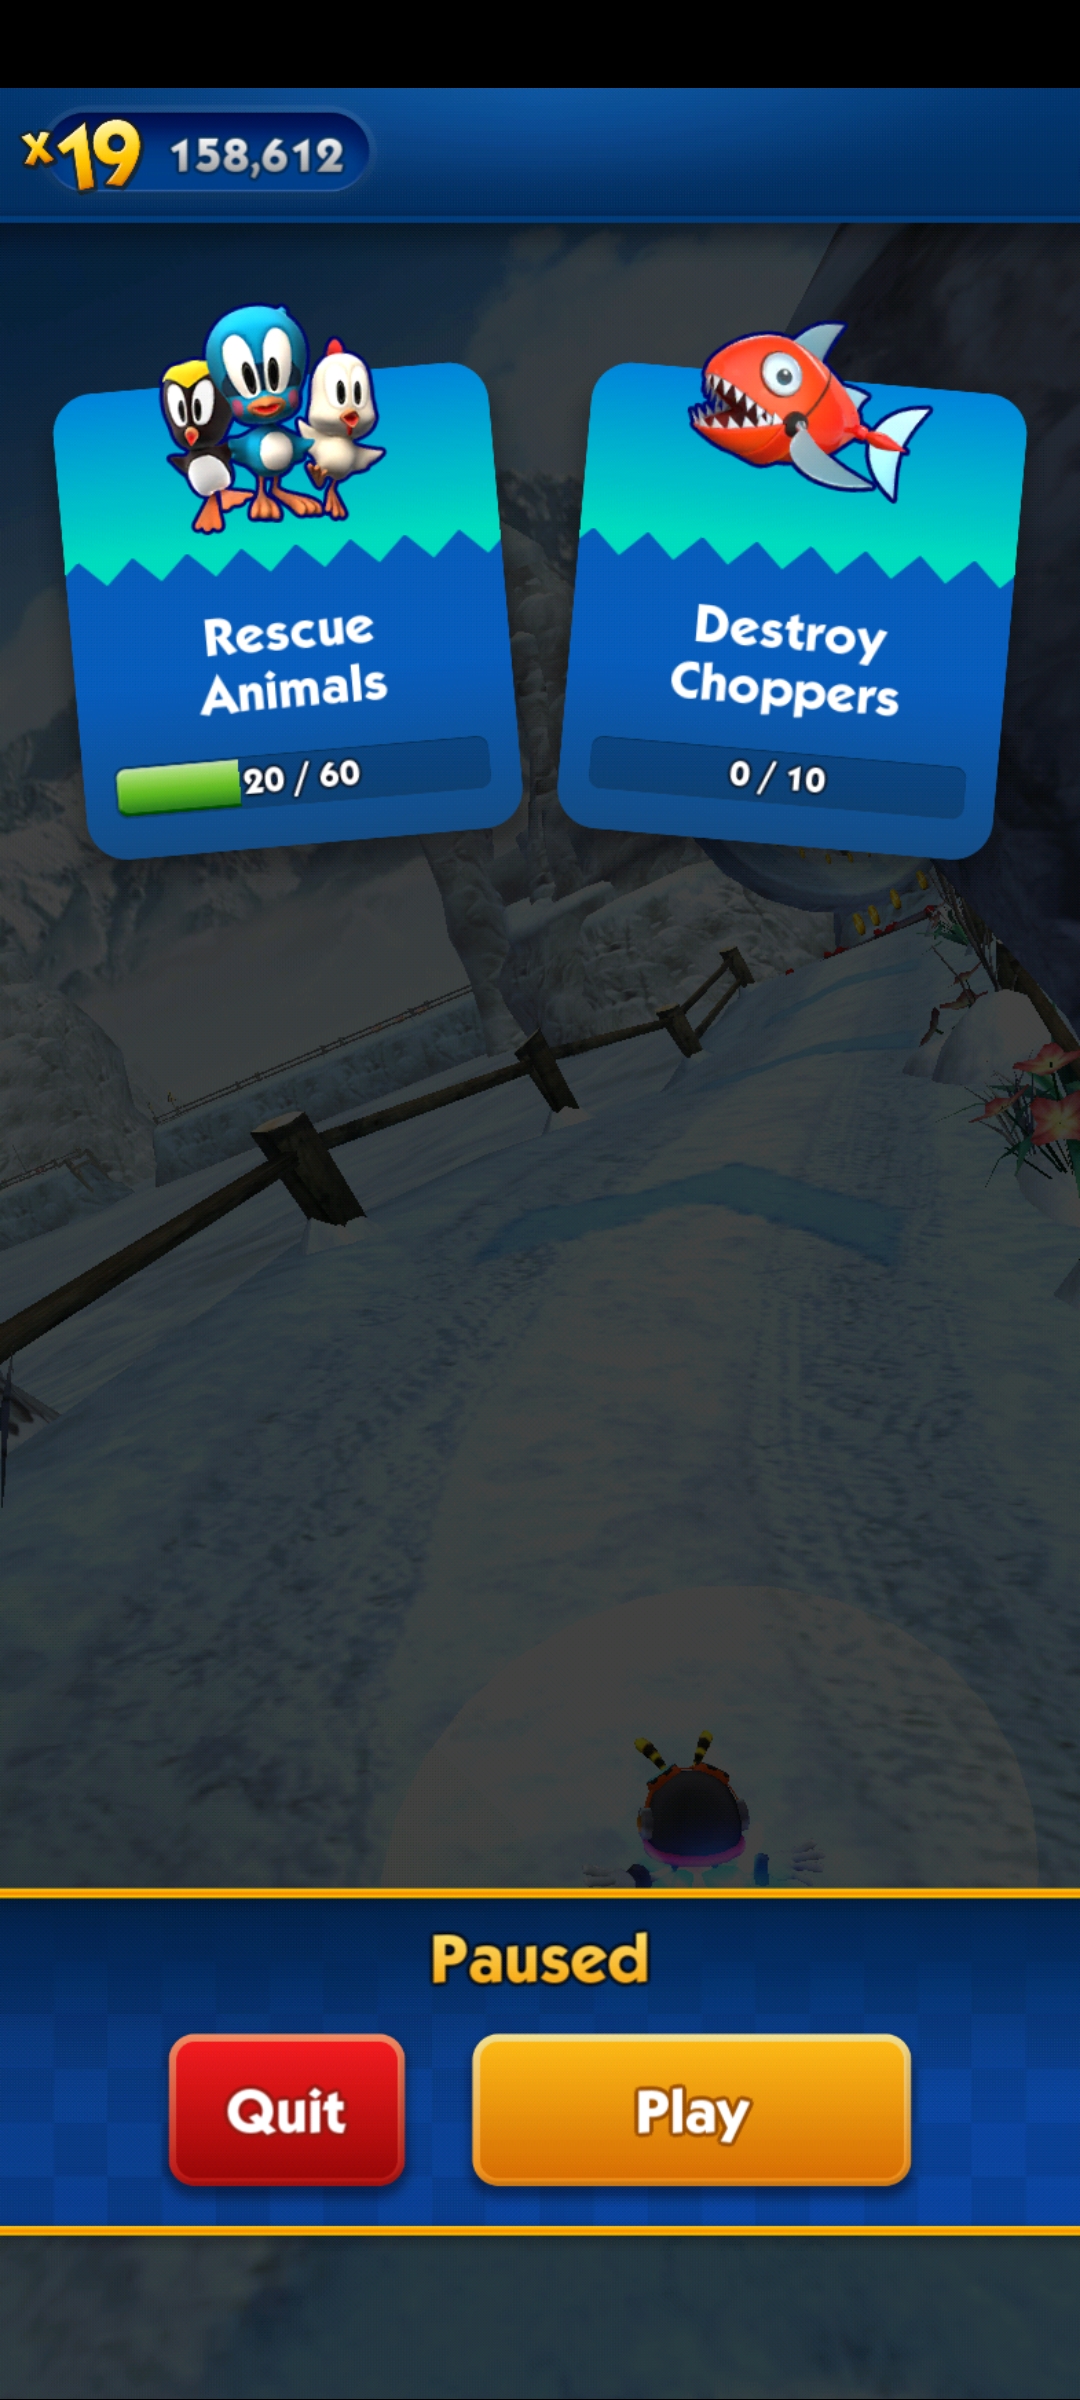 x19 158,612
Rescue
Animals
20 / 60
Destroy
Choppers
0 / 10
Paused
Quit
Play